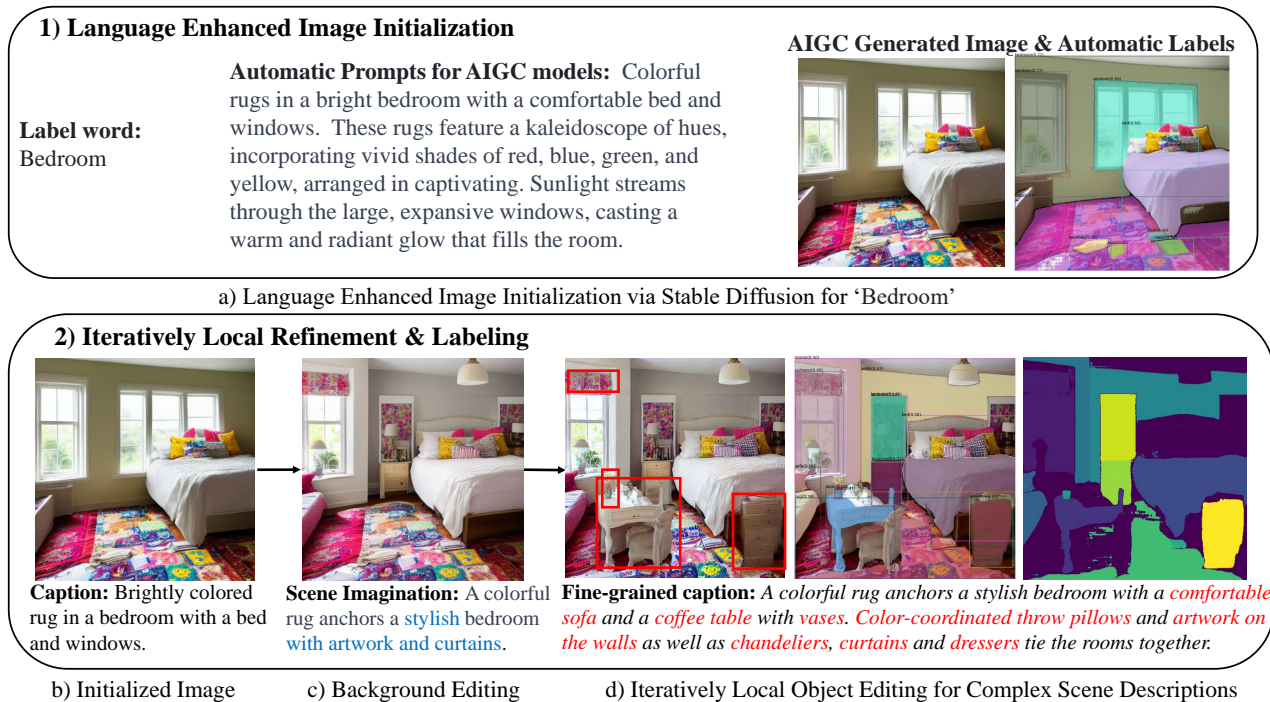 1) Language Enhanced Image Initialization
AIGC Generated Image & Automatic Labels
Label word:
Bedroom
Automatic Prompts for AIGC models: Colorful
rugs in a bright bedroom with a comfortable bed and
windows. These rugs feature a kaleidoscope of hues,
incorporating vivid shades of red, blue, green, and
yellow, arranged in captivating. Sunlight streams
through the large, expansive windows, casting a
warm and radiant glow that fills the room.
a) Language Enhanced Image Initialization via Stable Diffusion for ‘Bedroom’
2) Iteratively Local Refinement & Labeling
Caption: Brightly colored
rug in a bedroom with a bed
and windows.
Scene Imagination: A colorful
rug anchors a stylish bedroom
with artwork and curtains.
Fine-grained caption: A colorful rug anchors a stylish bedroom with a comfortable
sofa and a coffee table with vases. Color-coordinated throw pillows and artwork on
the walls as well as chandeliers, curtains and dressers tie the rooms together.
b) Initialized Image
c) Background Editing
d) Iteratively Local Object Editing for Complex Scene Descriptions